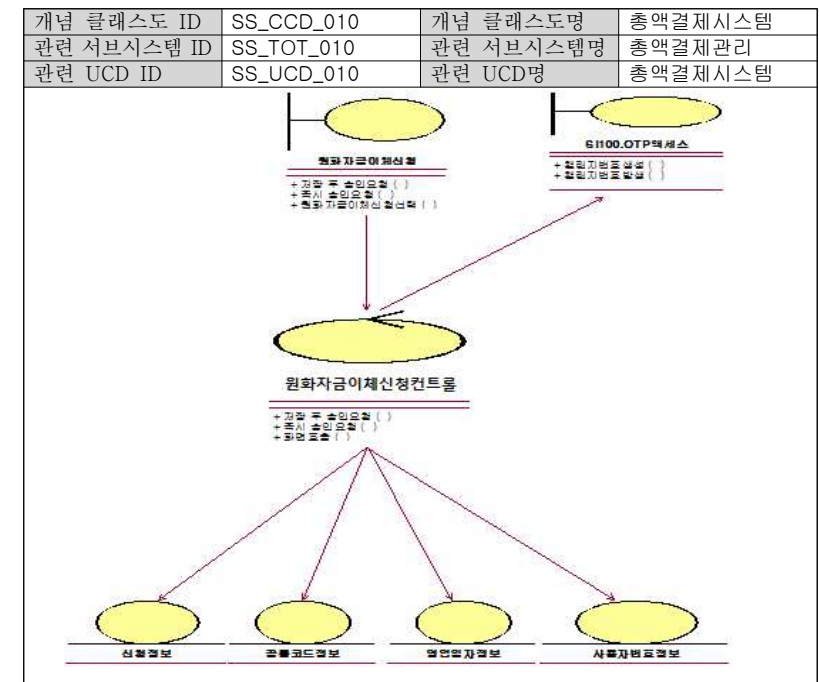 개념 클래스도 ID SS_CCD_010 개념 클래스도명 총액결제시스템
관련 서브시스템 ID SS_TOT_010 관련 서브시스템명 총액결제관리
관련 UCD ID SS_UCD_010 관련 UCD명 총액결제시스템
원화자금이체신청
+ 저장 후 승인요청 ( )
+ 즉시 승인요청 ( )
+ 원화자금이체신청선택 ( )
GI100.OTP액세스
+ 챌린지번호생성 ( )
+ 챌린지번호발생 ( )
원화자금이체신청컨트롤
+ 저장 후 승인요청 ( )
+ 즉시 승인요청 ( )
+ 화면호출 ( )
신청정보 공통코드정보 영업일자정보 사용자번호정보